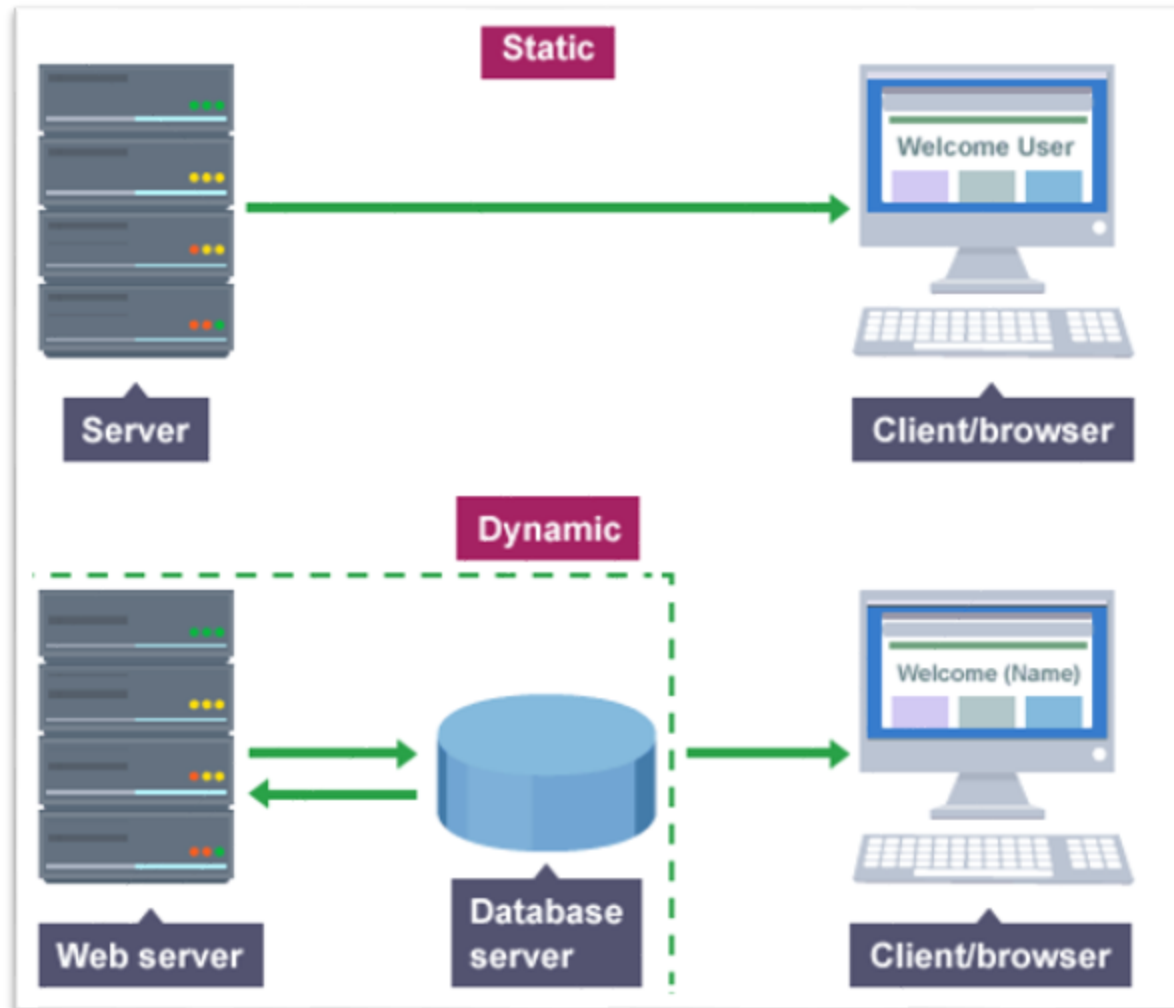 Static
Welcome User
Server
Client/browser
Dynamic
Welcome (Name)
Web server
Database
server
Client/browser